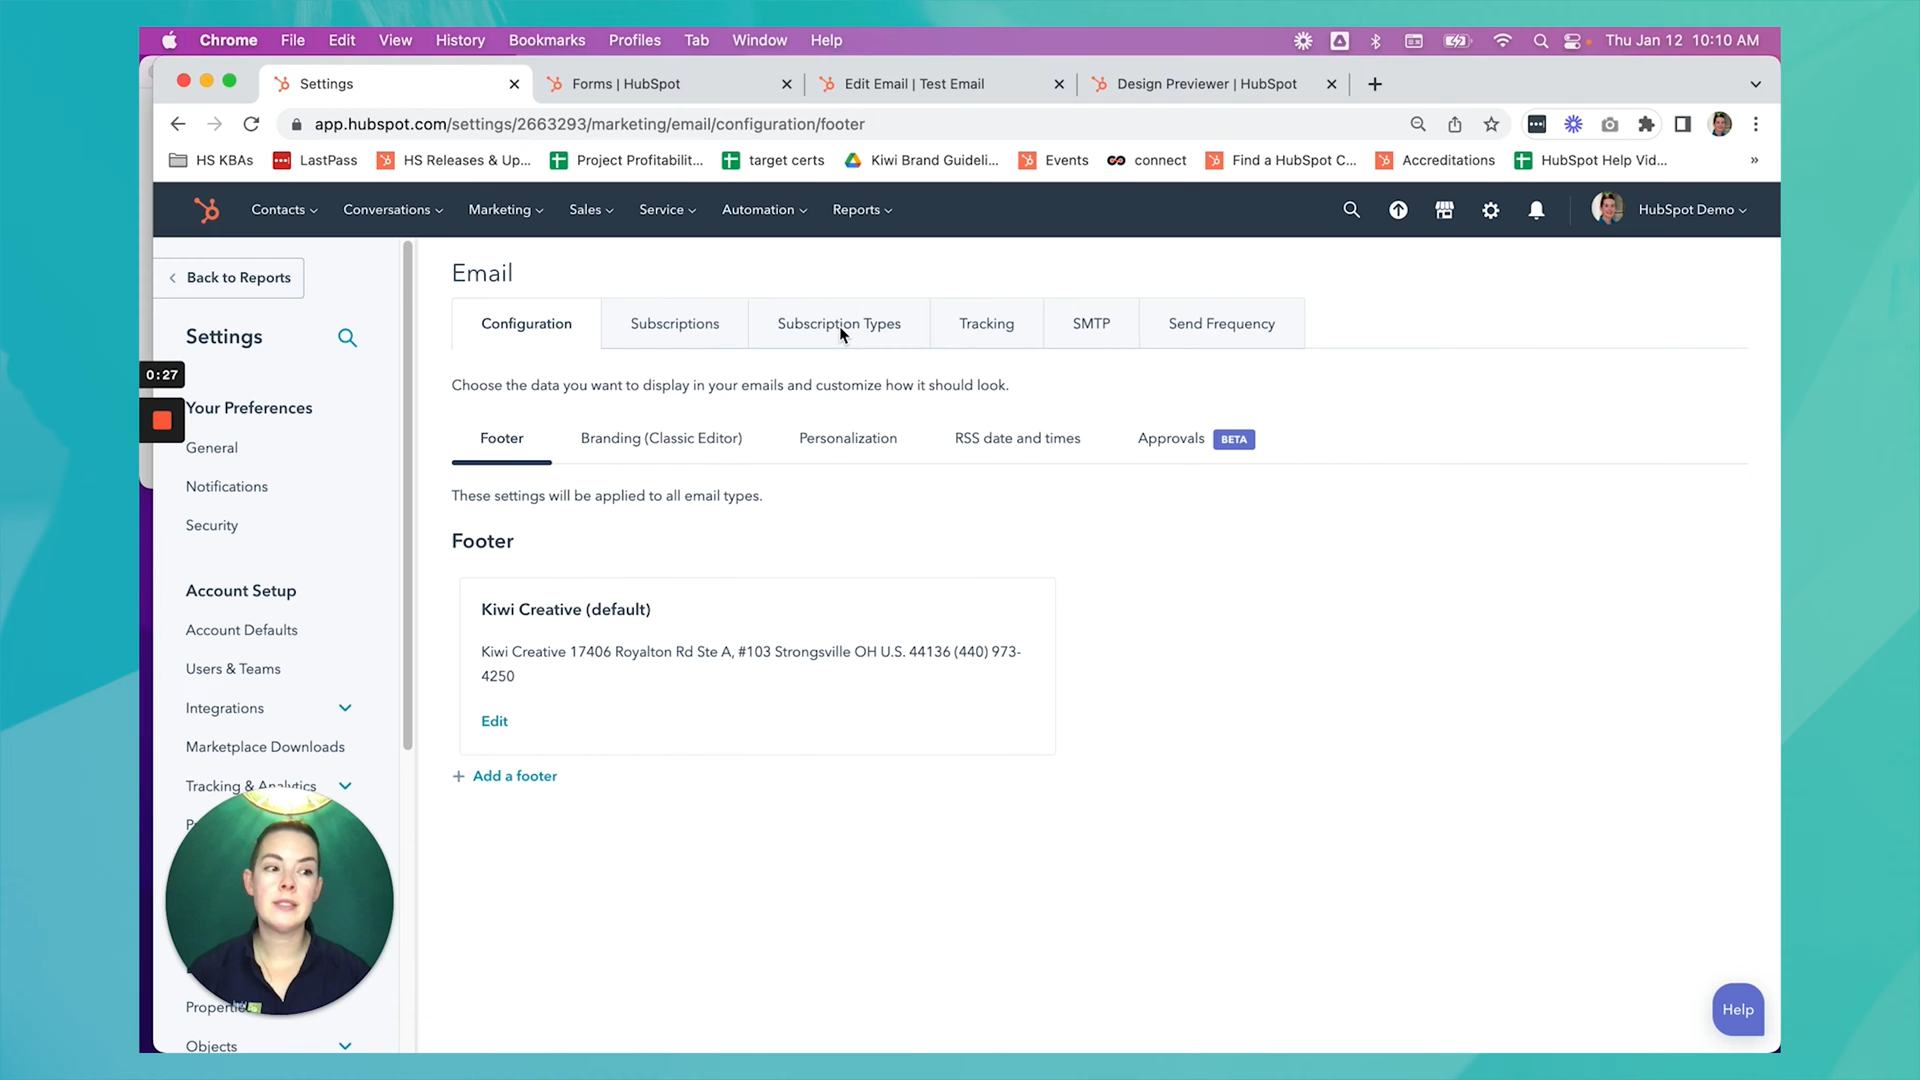 Chrome File Edit View History Bookmarks Profiles Tab Window Help Thu Jan 12 10:10 AM
Settings Forms | HubSpot Edit Email | Test Email Design Previewer | HubSpot
app.hubspot.com/settings/2663293/marketing/email/configuration/footer
HS KBAs LastPass HS Releases & Up... Project Profitabilit... target certs Kiwi Brand Guideli... Events connect Find a HubSpot C... Accreditations HubSpot Help Vid... »
Contacts Conversations Marketing Sales Service Automation Reports HubSpot Demo
Back to Reports
Settings
0:27
Your Preferences
General
Notifications
Security
Account Setup
Account Defaults
Users & Teams
Integrations
Marketplace Downloads
Tracking & Analytics
Properti
Objects
Email
Configuration Subscriptions Subscription Types Tracking SMTP Send Frequency
Choose the data you want to display in your emails and customize how it should look.
Footer Branding (Classic Editor) Personalization RSS date and times Approvals BETA
These settings will be applied to all email types.
Footer
Kiwi Creative (default)
Kiwi Creative 17406 Royalton Rd Ste A, #103 Strongsville OH U.S. 44136 (440) 973-
4250
Edit
+ Add a footer
Help